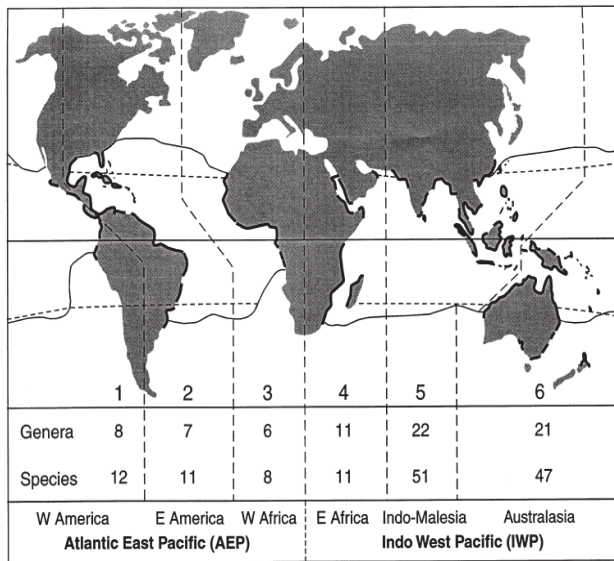 1 2 3 4 5 6
Genera 8 7 6 11 22 21
Species 12 11 8 11 51 47
W America E America W Africa E Africa Indo-Malesia Australasia
Atlantic East Pacific (AEP) Indo West Pacific (IWP)